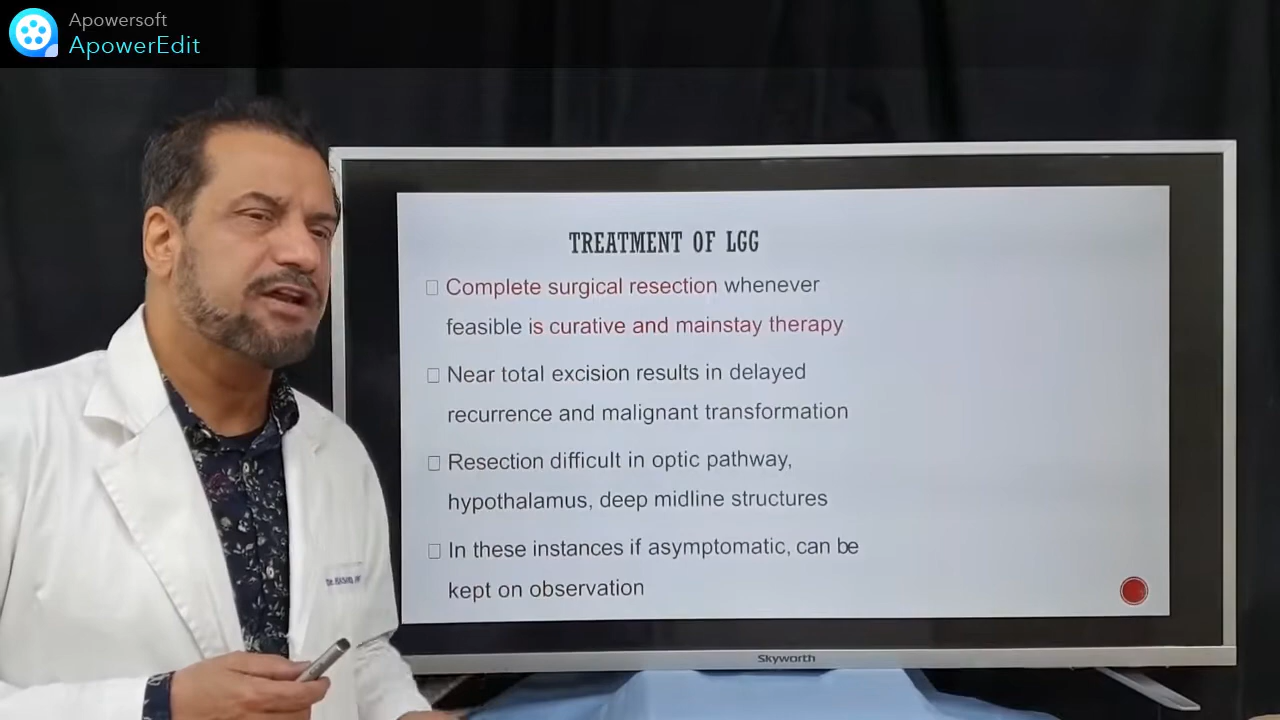 Apowersoft
ApowerEdit
TREATMENT OF LGG
Complete surgical resection whenever
feasible is curative and mainstay therapy
Near total excision results in delayed
recurrence and malignant transformation
Resection difficult in optic pathway,
hypothalamus, deep midline structures
In these instances if asymptomatic, can be
kept on observation
Skyworth